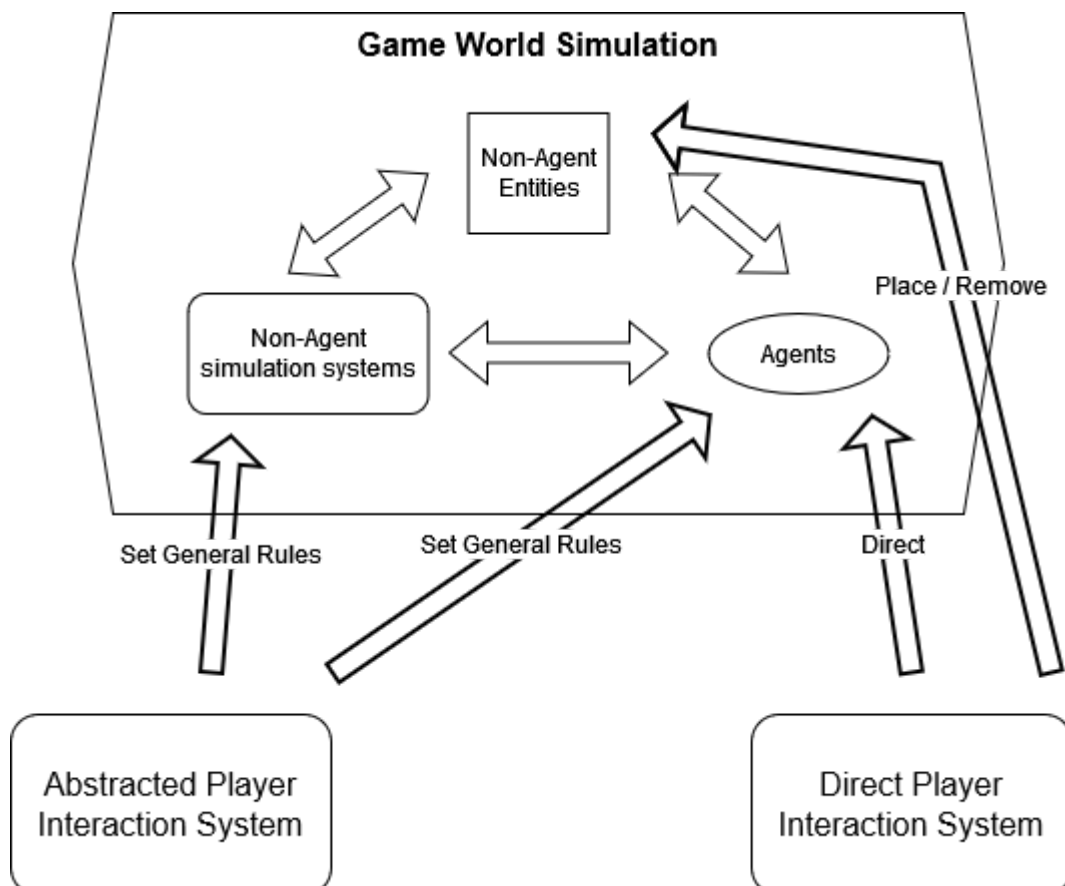 Game World Simulation
Non-Agent
Entities
Place / Remove
Non-Agent
simulation systems
Agents
Set General Rules
Set General Rules
Direct
Abstracted Player
Interaction System
Direct Player
Interaction System